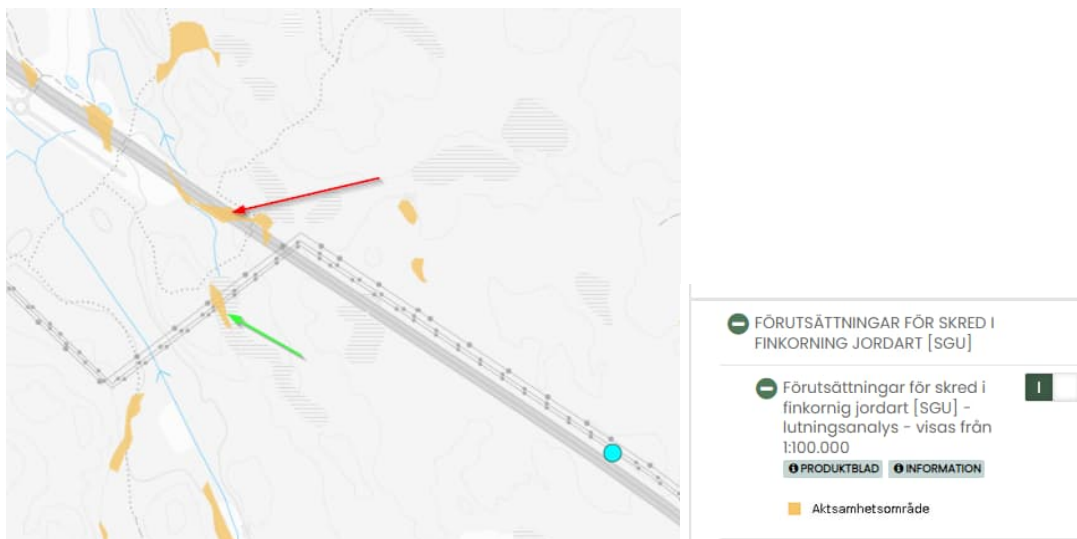 FÖRUTSÄTTNINGAR FÖR SKRED I
FINKORNING JORDART [SGU]
Förutsättningar för skred i
finkornig jordart [SGU] -
lutningsanalys - visas från
1:100.000
PRODUKTBLAD INFORMATION
Aktsamhetsområde